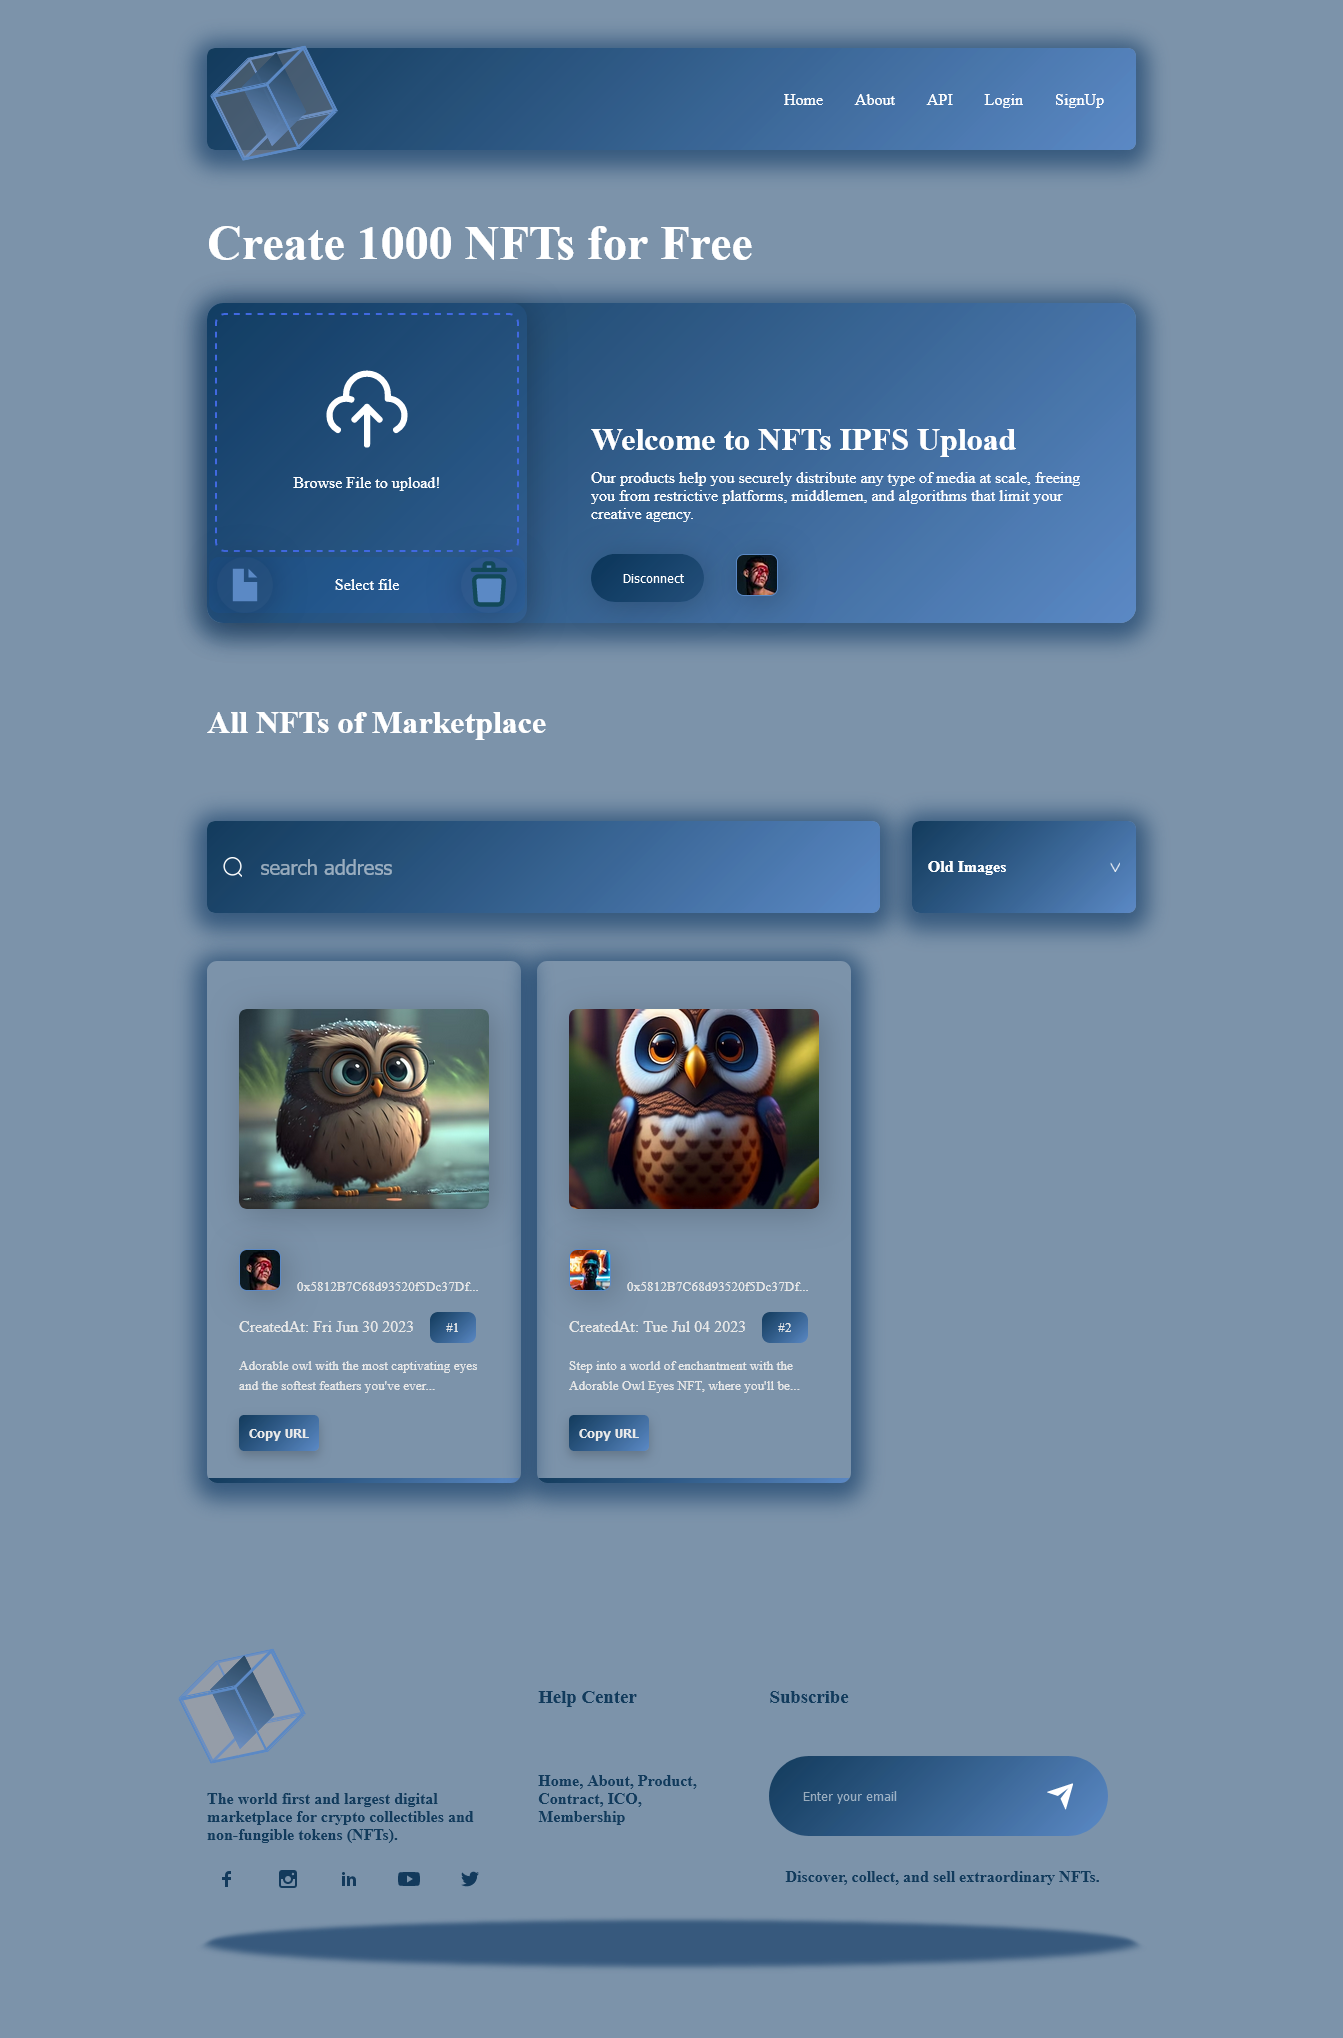 Home About API Login SignUp
Create 1000 NFTs for Free
Browse File to upload!
Select file
Welcome to NFTs IPFS Upload
Our products help you securely distribute any type of media at scale, freeing
you from restrictive platforms, middlemen, and algorithms that limit your
creative agency.
Disconnect
All NFTs of Marketplace
search address
Old Images
0x5812B7C68d93520f5Dc37Df...
CreatedAt: Fri Jun 30 2023 #1
Adorable owl with the most captivating eyes
and the softest feathers you've ever...
Copy URL
0x5812B7C68d93520f5Dc37Df...
CreatedAt: Tue Jul 04 2023 #2
Step into a world of enchantment with the
Adorable Owl Eyes NFT, where you'll be...
Copy URL
The world first and largest digital
marketplace for crypto collectibles and
non-fungible tokens (NFTs).
Help Center
Home, About, Product,
Contract, ICO,
Membership
Subscribe
Enter your email
Discover, collect, and sell extraordinary NFTs.